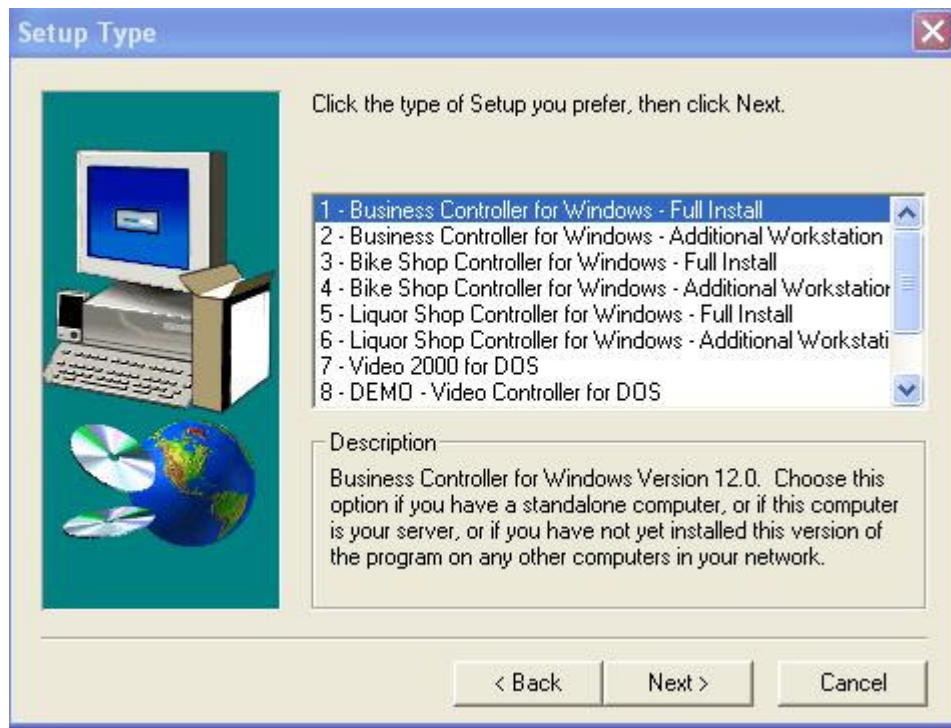 Setup Type
Click the type of Setup you prefer, then click Next.
1 - Business Controller for Windows - Full Install
2 - Business Controller for Windows - Additional Workstation
3 - Bike Shop Controller for Windows - Full Install
4 - Bike Shop Controller for Windows - Additional Workstation
5 - Liquor Shop Controller for Windows - Full Install
6 - Liquor Shop Controller for Windows - Additional Workstati
7 - Video 2000 for DOS
8 - DEMO - Video Controller for DOS
Description
Business Controller for Windows Version 12.0. Choose this
option if you have a standalone computer, or if this computer
is your server, or if you have not yet installed this version of
the program on any other computers in your network.
< Back
Next >
Cancel